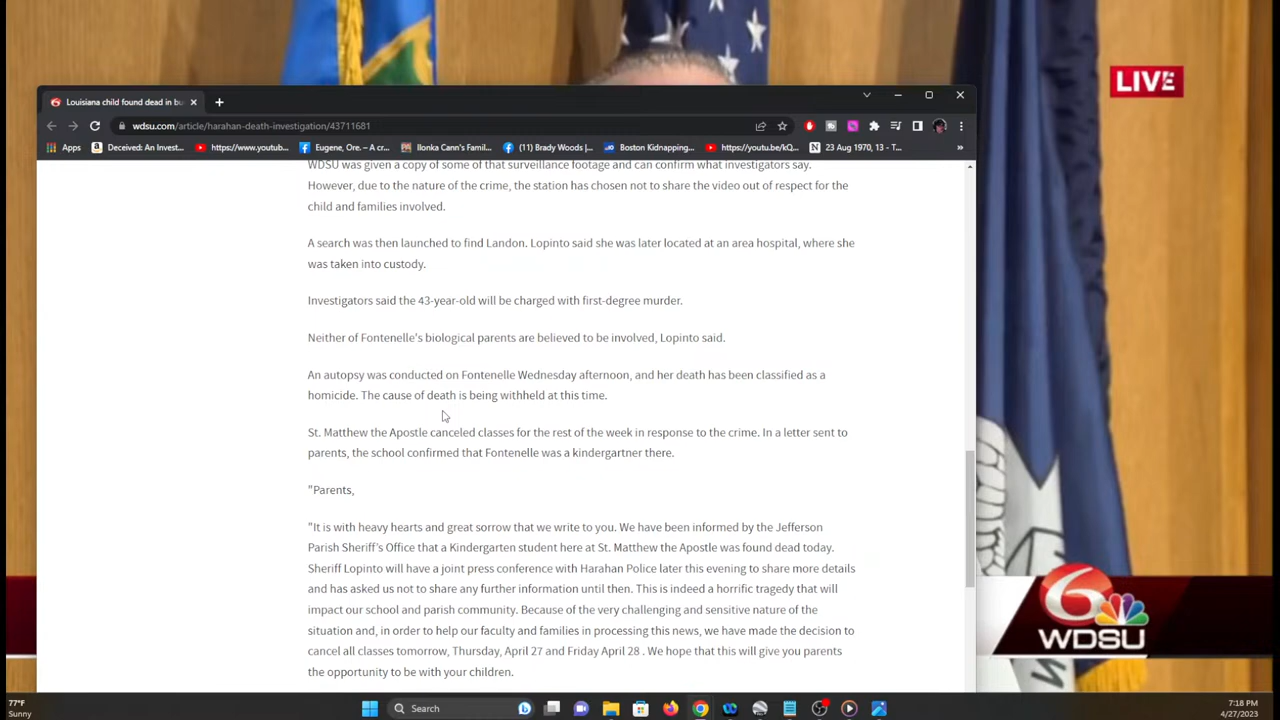 LIVE
Louisiana child found dead in bu
wdsu.com/article/harahan-death-investigation/43711681
Apps
Deceived: An Invest...
https://www.youtub...
Eugene, Ore. – A cr...
Ilonka Cann's Famil...
(11) Brady Woods |...
Boston Kidnapping...
https://youtu.be/kQ...
23 Aug 1970, 13 - T...
»
WDSU was given a copy of some of that surveillance footage and can confirm what investigators say.
However, due to the nature of the crime, the station has chosen not to share the video out of respect for the
child and families involved.
A search was then launched to find Landon. Lopinto said she was later located at an area hospital, where she
was taken into custody.
Investigators said the 43-year-old will be charged with first-degree murder.
Neither of Fontenelle's biological parents are believed to be involved, Lopinto said.
An autopsy was conducted on Fontenelle Wednesday afternoon, and her death has been classified as a
homicide. The cause of death is being withheld at this time.
St. Matthew the Apostle canceled classes for the rest of the week in response to the crime. In a letter sent to
parents, the school confirmed that Fontenelle was a kindergartner there.
"Parents,
"It is with heavy hearts and great sorrow that we write to you. We have been informed by the Jefferson
Parish Sheriff's Office that a Kindergarten student here at St. Matthew the Apostle was found dead today.
Sheriff Lopinto will have a joint press conference with Harahan Police later this evening to share more details
and has asked us not to share any further information until then. This is indeed a horrific tragedy that will
impact our school and parish community. Because of the very challenging and sensitive nature of the
situation and, in order to help our faculty and families in processing this news, we have made the decision to
cancel all classes tomorrow, Thursday, April 27 and Friday April 28 . We hope that this will give you parents
the opportunity to be with your children.
6
WDSU
77°F
Sunny
Search
7:18 PM
4/27/2023